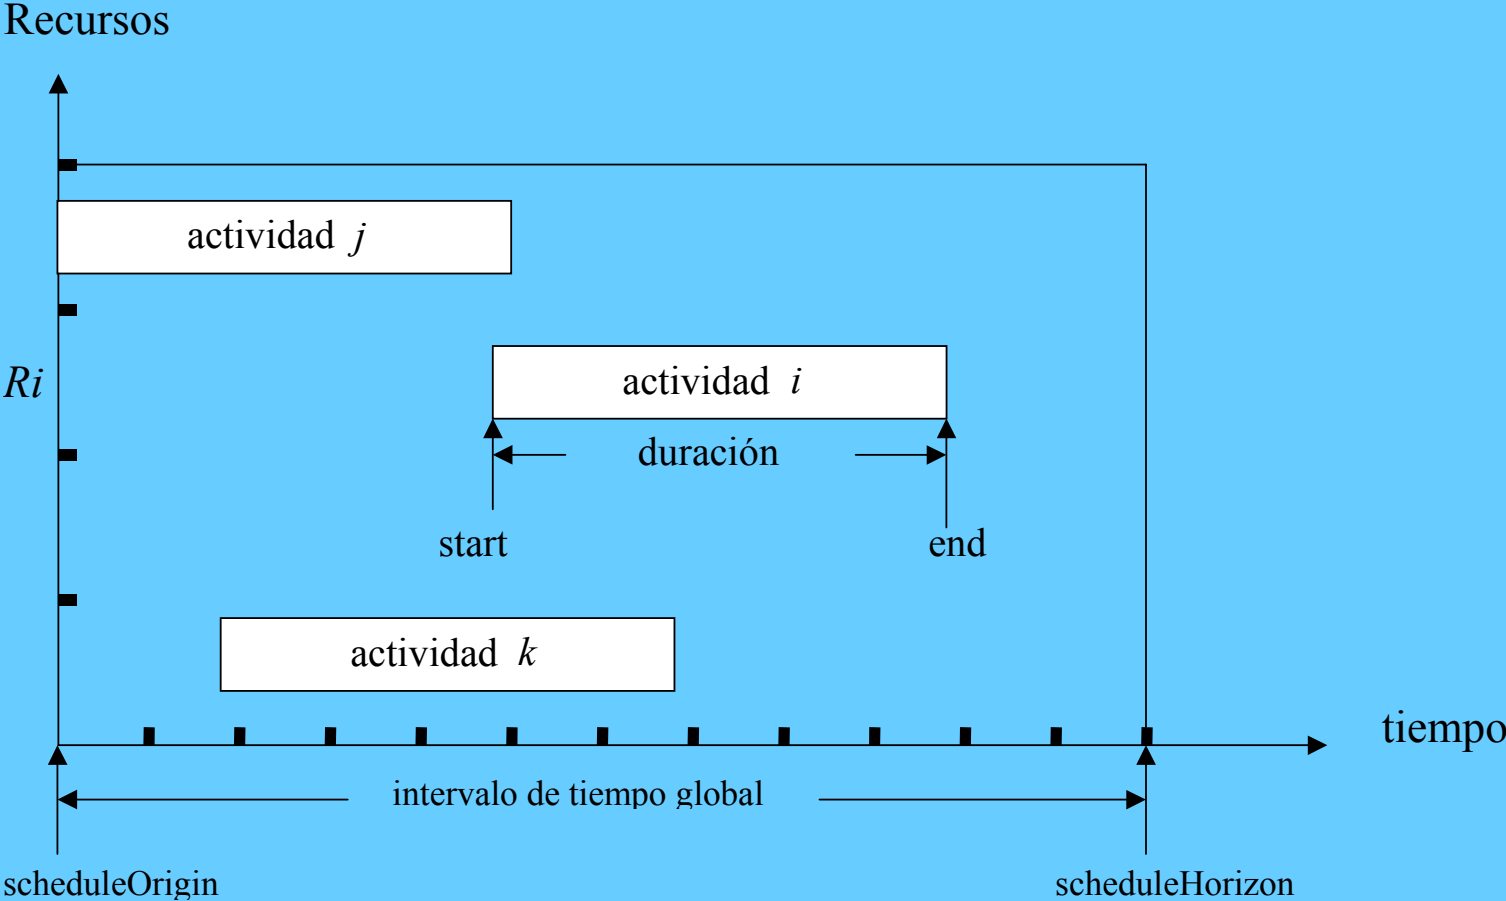 Recursos
actividad j
Ri
actividad i
duración
start
end
actividad k
tiempo
intervalo de tiempo global
scheduleOrigin
scheduleHorizon